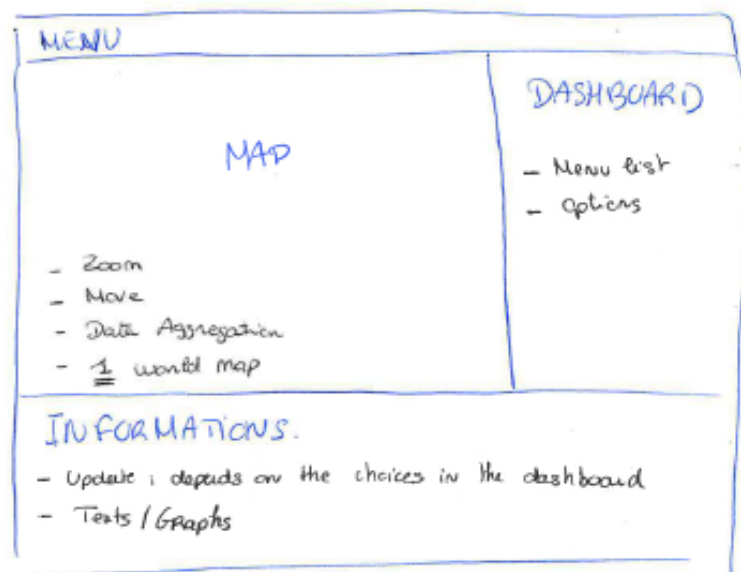 MENU
MAP
- Zoom
- Move
- Data Aggregation
- 1 world map
DASHBOARD
- Menu list
- Options
INFORMATIONS.
- Update : depends on the choices in the dashboard
- Texts / Graphs